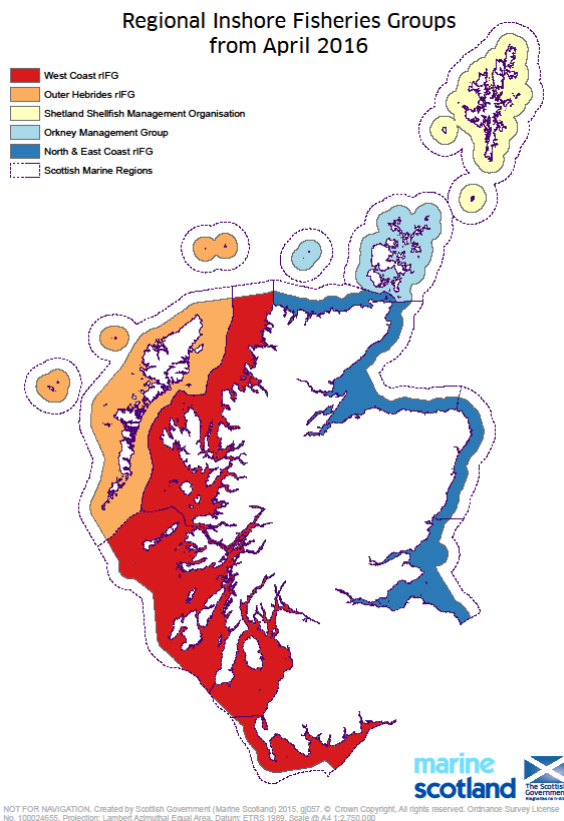 Regional Inshore Fisheries Groups
from April 2016
West Coast rIFG
Outer Hebrides rIFG
Shetland Shellfish Management Organisation
Orkney Management Group
North & East Coast rIFG
Scottish Marine Regions
marine
scotland
The Scottish
Government
NOT FOR NAVIGATION. Created by Scottish Government (Marine Scotland) 2015. gj057. © Crown Copyright, All rights reserved. Ordnance Survey License
No. 100024655. Projection: Lambert Azimuthal Equal Area. Datum: ETRS 1989. Scale @ A4 1:2,750,000